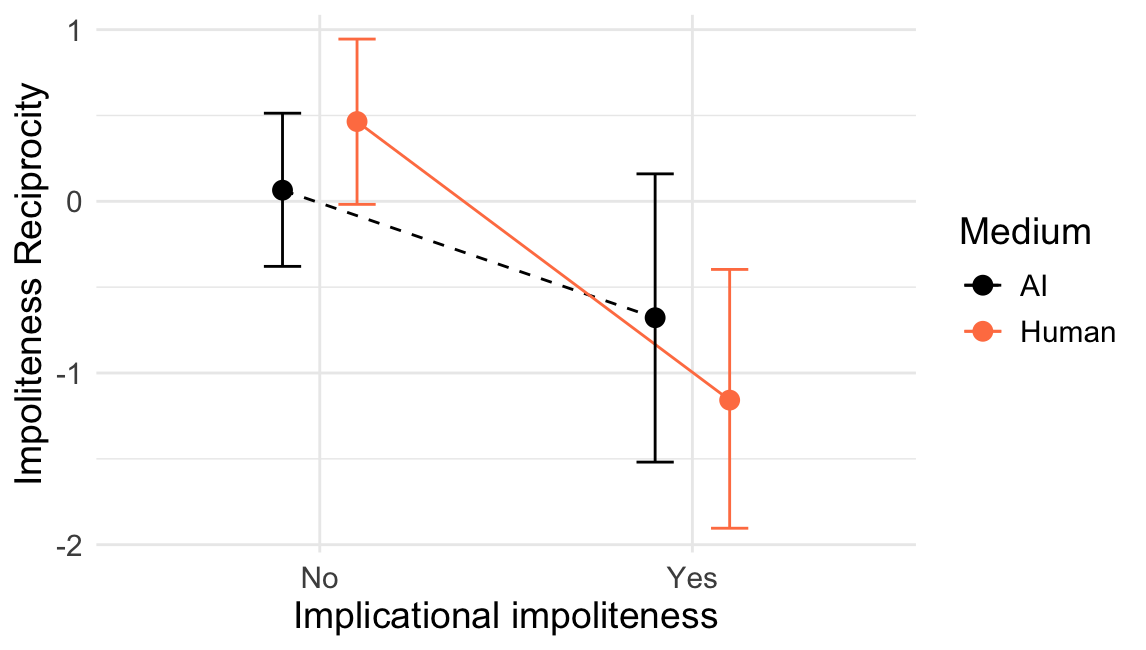 Impoliteness Reciprocity
1
0
-1
-2
No
Yes
Implicational impoliteness
Medium
AI
Human